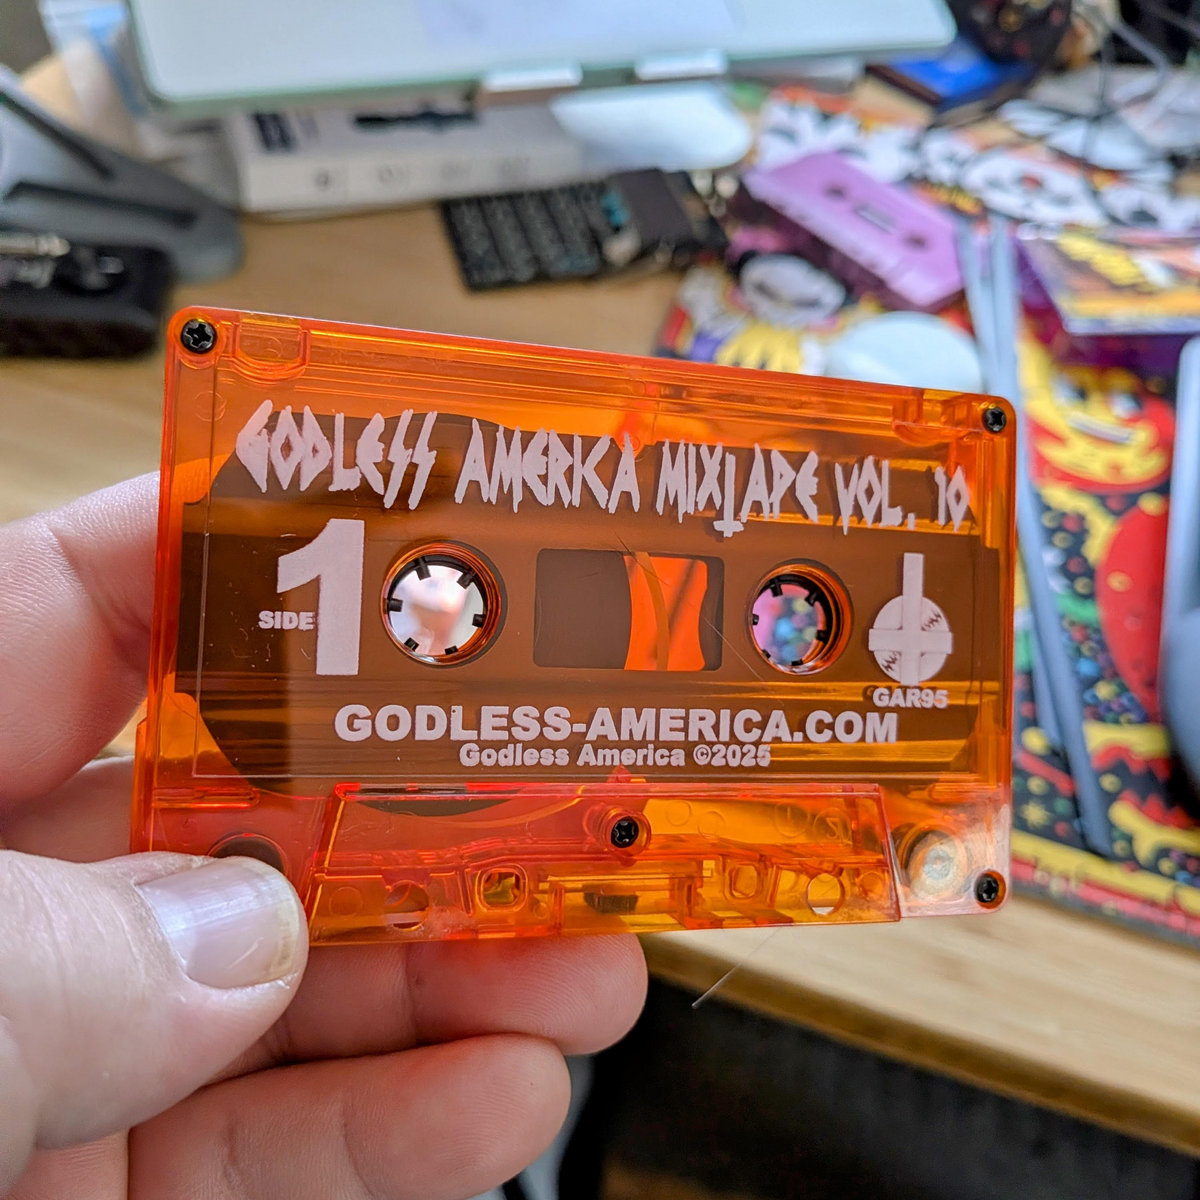 GODLESS AMERICA MIXTAPE VOL. 10
SIDE 1
GAR95
GODLESS-AMERICA.COM
Godless America ©2025